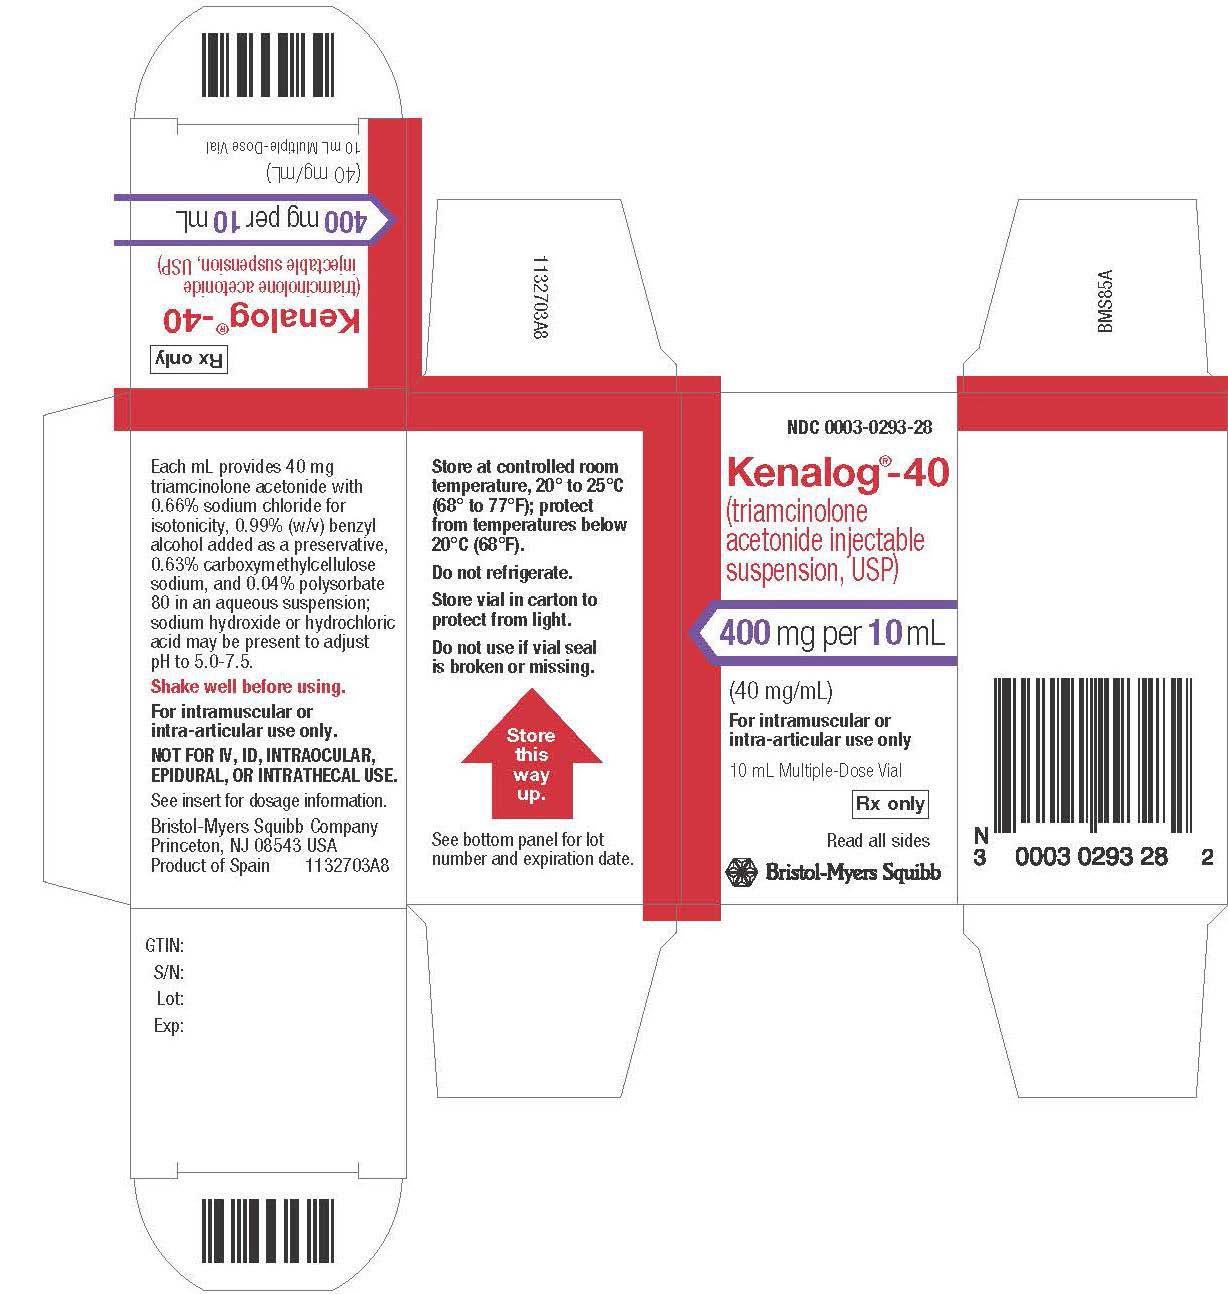 10 mL Multiple-Dose Vial
(40 mg/mL)
400 mg per 10 mL
injectable suspension, USP)
(triamcinolone acetonide
Kenalog®-40
Rx only
1132703A8
BMS85A
Each mL provides 40 mg
triamcinolone acetonide with
0.66% sodium chloride for
isotonicity, 0.99% (w/v) benzyl
alcohol added as a preservative,
0.63% carboxymethylcellulose
sodium, and 0.04% polysorbate
80 in an aqueous suspension;
sodium hydroxide or hydrochloric
acid may be present to adjust
pH to 5.0-7.5.
Shake well before using.
For intramuscular or
intra-articular use only.
NOT FOR IV, ID, INTRAOCULAR,
EPIDURAL, OR INTRATHECAL USE.
See insert for dosage information.
Bristol-Myers Squibb Company
Princeton, NJ 08543 USA
Product of Spain 1132703A8
Store at controlled room
temperature, 20° to 25°C
(68° to 77°F); protect
from temperatures below
20°C (68°F).
Do not refrigerate.
Store vial in carton to
protect from light.
Do not use if vial seal
is broken or missing.
Store
this
way
up.
See bottom panel for lot
number and expiration date.
NDC 0003-0293-28
Kenalog®-40
(triamcinolone
acetonide injectable
suspension, USP)
400 mg per 10 mL
(40 mg/mL)
For intramuscular or
intra-articular use only
10 mL Multiple-Dose Vial
Rx only
Read all sides
Bristol-Myers Squibb
N
3 0003 0293 28 2
GTIN:
S/N:
Lot:
Exp: